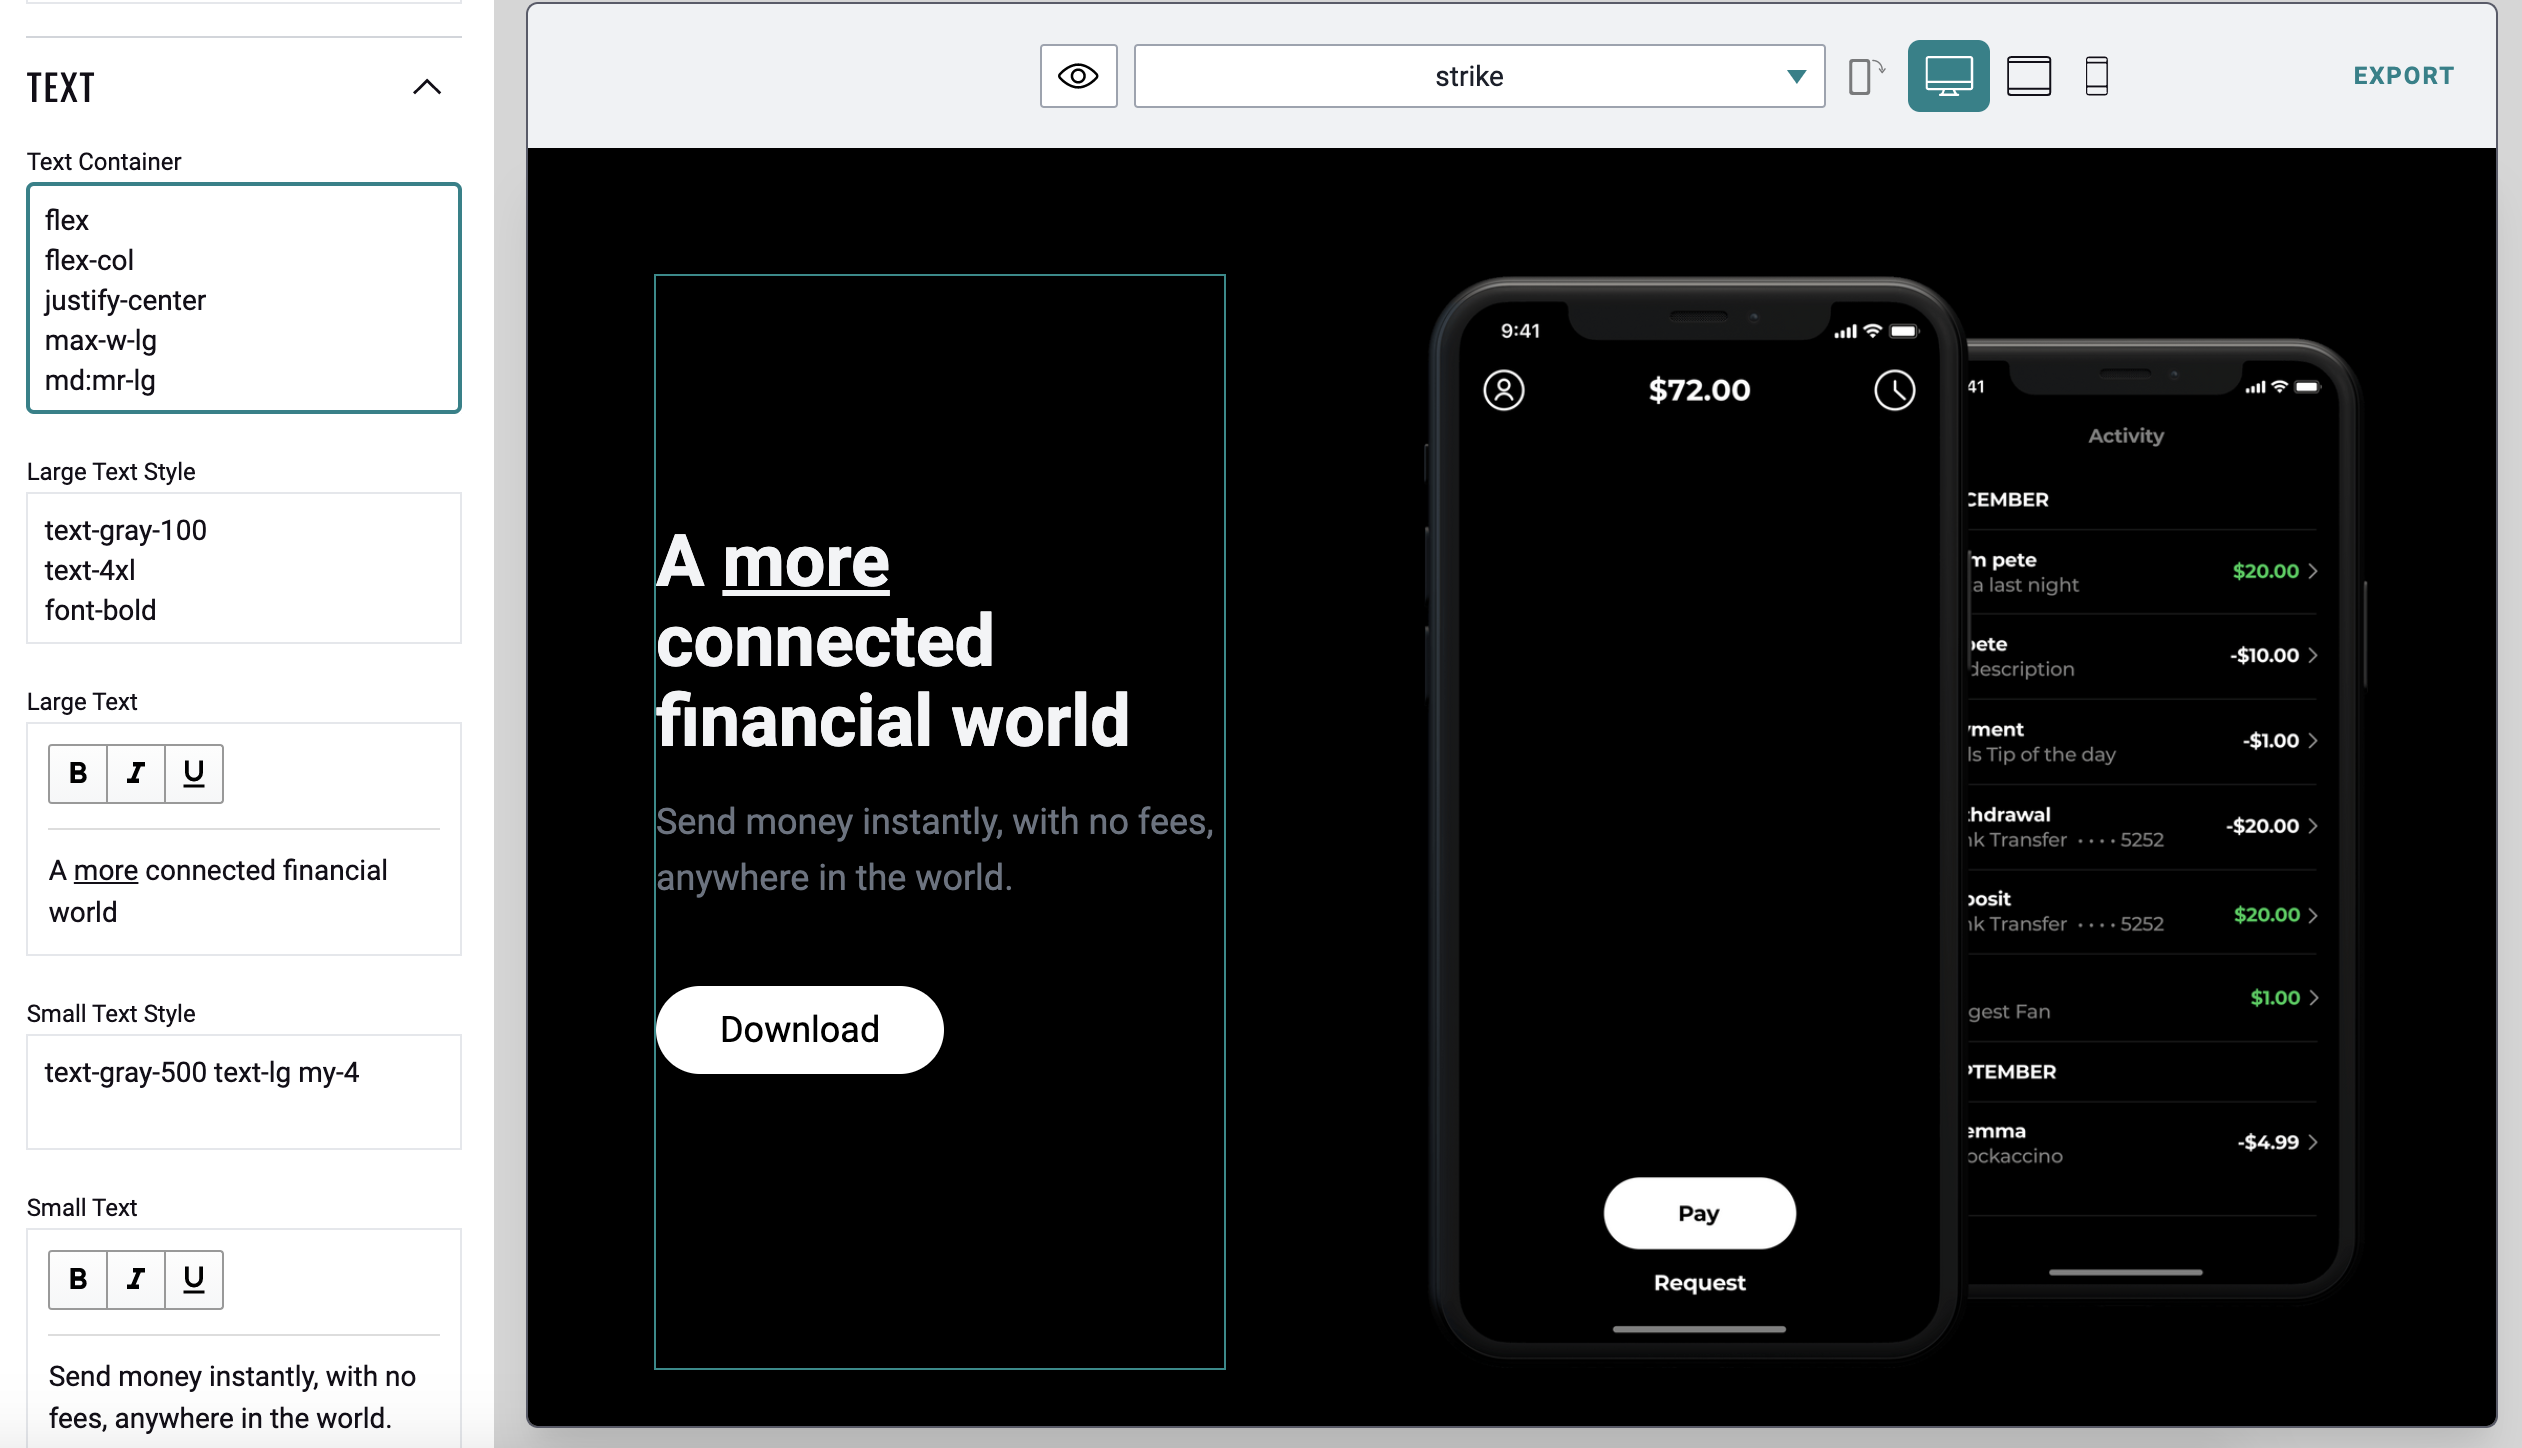 TEXT
Text Container
flex
flex-col
justify-center
max-w-lg
md:mr-lg
Large Text Style
text-gray-100
text-4xl
font-bold
Large Text
B I U
A more connected financial
world
Small Text Style
text-gray-500 text-lg my-4
Small Text
B I U
Send money instantly, with no
fees, anywhere in the world.
strike
EXPORT
A more
connected
financial world
Send money instantly, with no fees,
anywhere in the world.
Download
9:41
$72.00
Pay
Request
41
Activity
CEMBER
m pete
a last night
$20.00
pete
description
-$10.00
yment
ls Tip of the day
-$1.00
thdrawal
nk Transfer •••• 5252
-$20.00
posit
nk Transfer •••• 5252
$20.00
gest Fan
$1.00
PTEMBER
emma
ockaccino
-$4.99